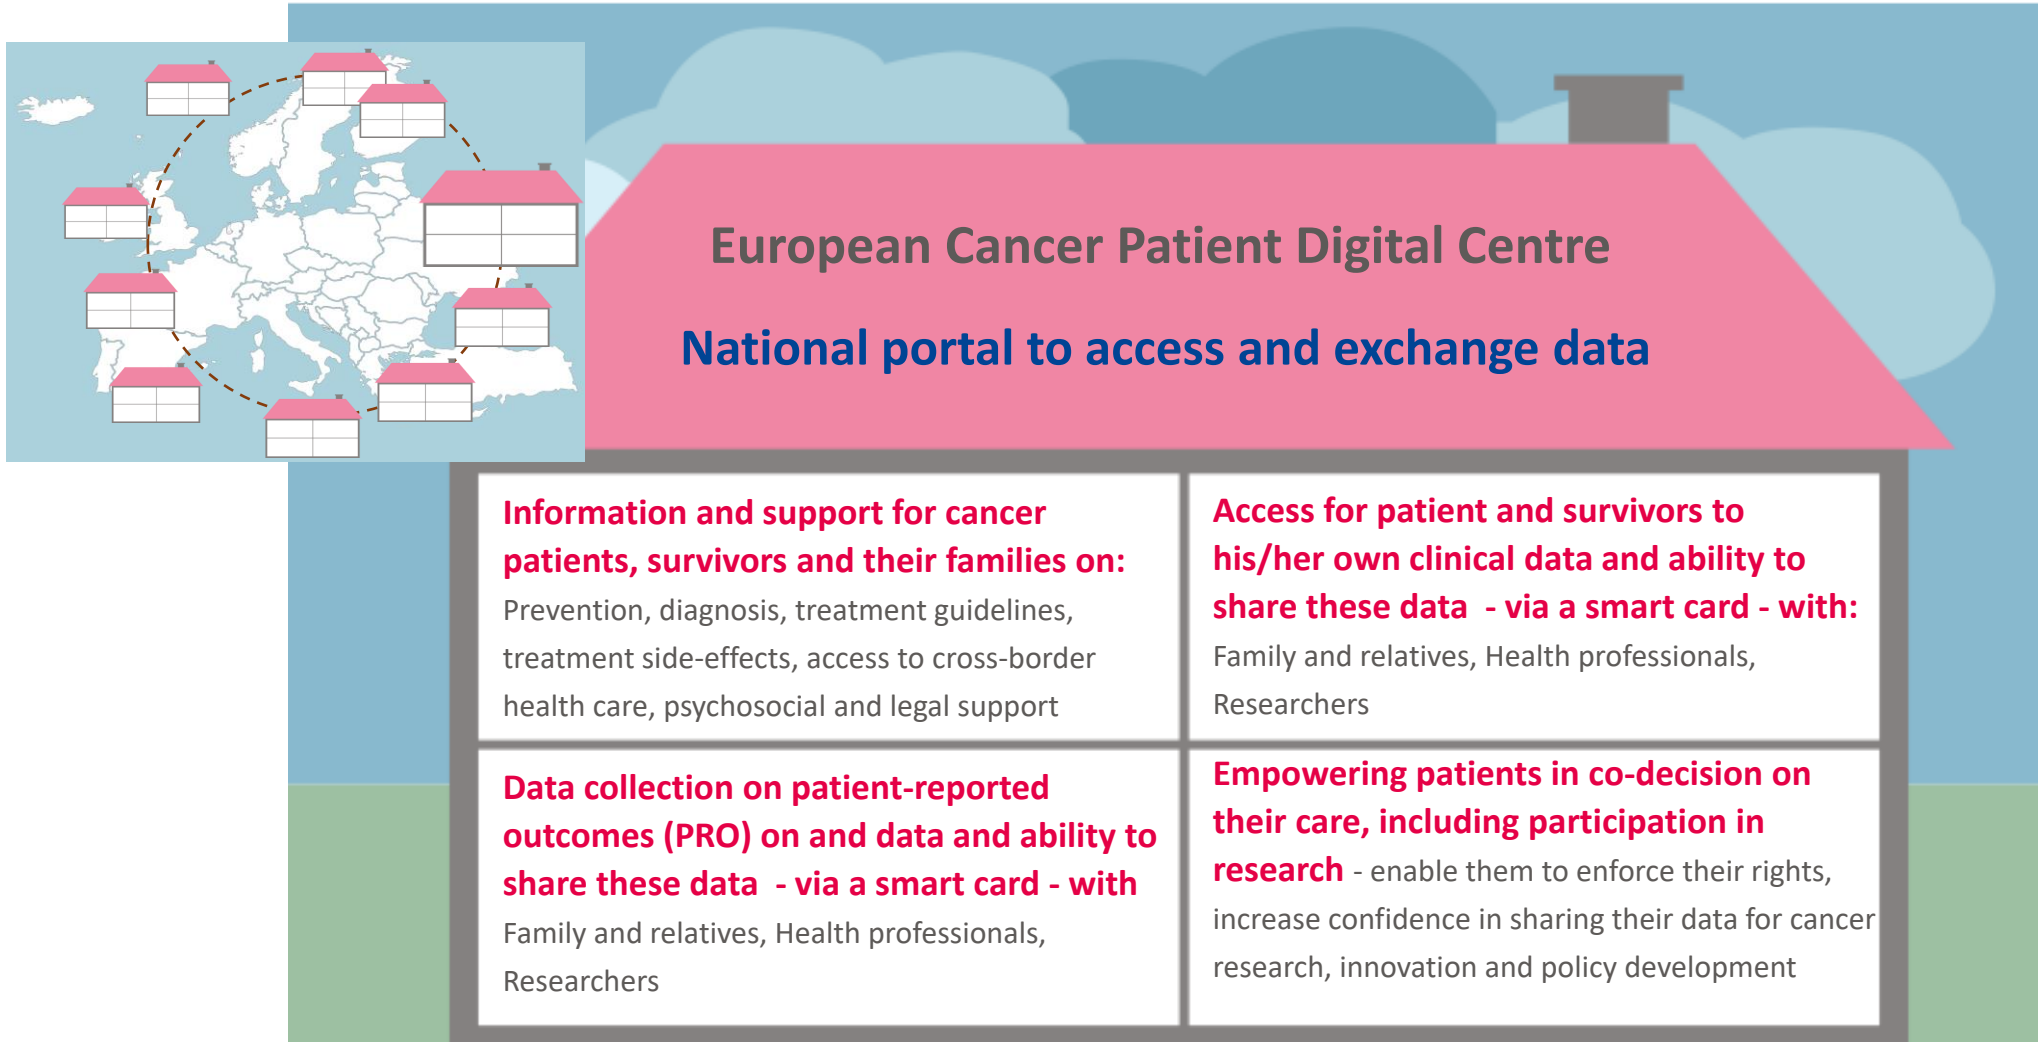 European Cancer Patient Digital Centre
National portal to access and exchange data
Information and support for cancer
patients, survivors and their families on:
Prevention, diagnosis, treatment guidelines,
treatment side-effects, access to cross-border
health care, psychosocial and legal support
Access for patient and survivors to
his/her own clinical data and ability to
share these data  - via a smart card - with:
Family and relatives, Health professionals,
Researchers
Data collection on patient-reported
outcomes (PRO) on and data and ability to
share these data  - via a smart card - with
Family and relatives, Health professionals,
Researchers
Empowering patients in co-decision on
their care, including participation in
research - enable them to enforce their rights,
increase confidence in sharing their data for cancer
research, innovation and policy development